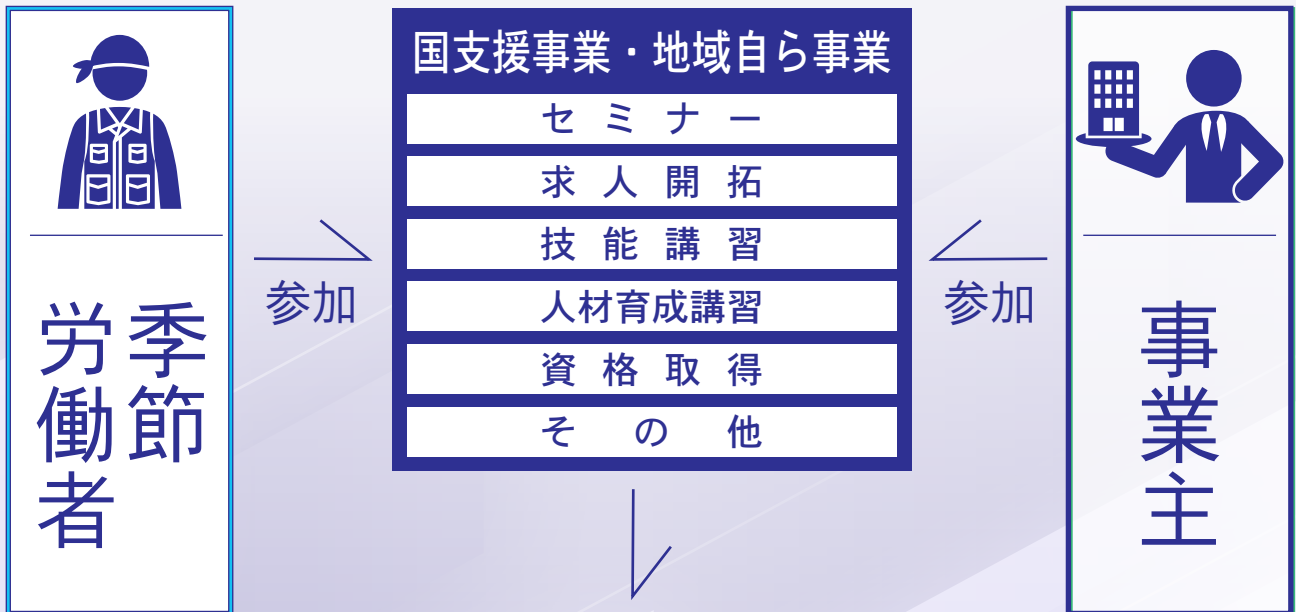 季節
労働者
参加
国支援事業・地域自ら事業
セミナー
求人開拓
技能講習
人材育成講習
資格取得
その他
参加
事業主